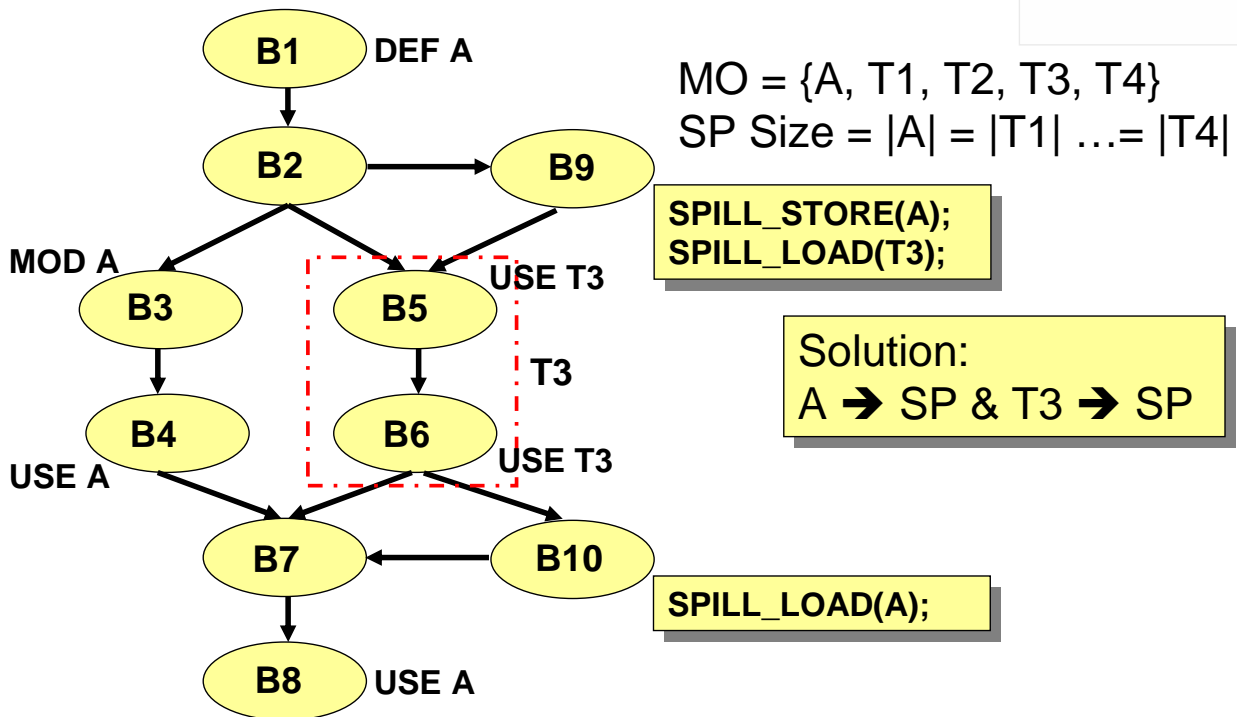 B1
DEF A
MO = {A, T1, T2, T3, T4}
SP Size = |A| = |T1| …= |T4|
B2
B9
SPILL_STORE(A);
SPILL_LOAD(T3);
MOD A
USE T3
B3
B5
Solution:
A ➔ SP & T3 ➔ SP
T3
B4
B6
USE A
USE T3
B7
B10
SPILL_LOAD(A);
B8
USE A